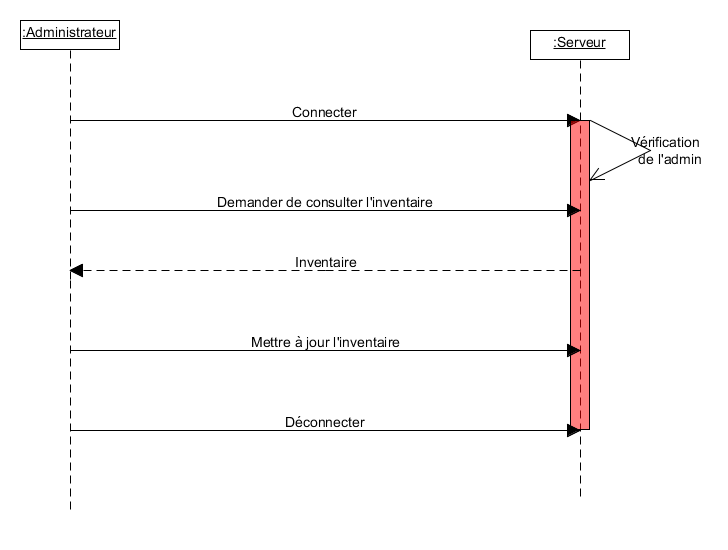 :Administrateur
:Serveur
Connecter
Vérification
de l'admin
Demander de consulter l'inventaire
Inventaire
Mettre à jour l'inventaire
Déconnecter